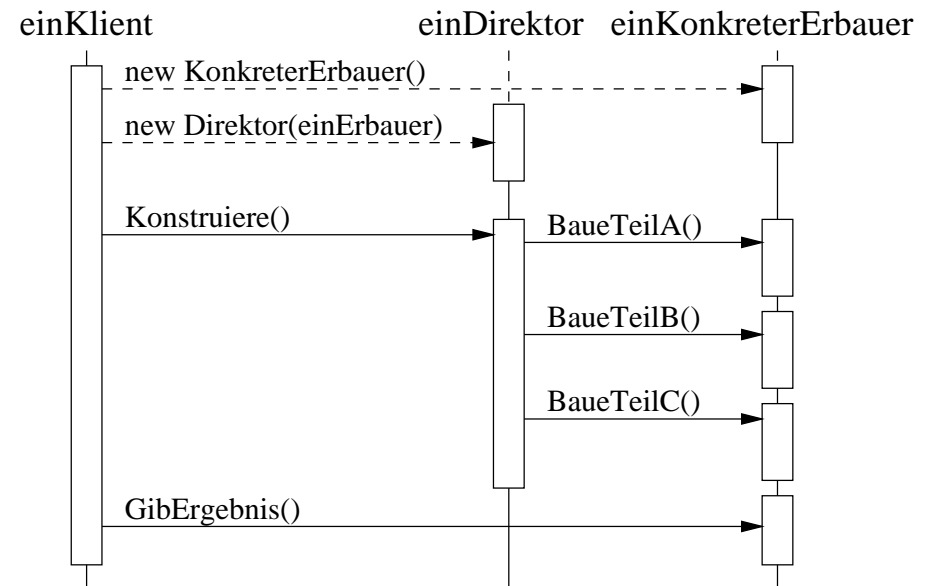 einKlient einDirektor einKonkreterErbauer
new KonkreterErbauer()
new Direktor(einErbauer)
Konstruiere()
BaueTeilA()
BaueTeilB()
BaueTeilC()
GibErgebnis()